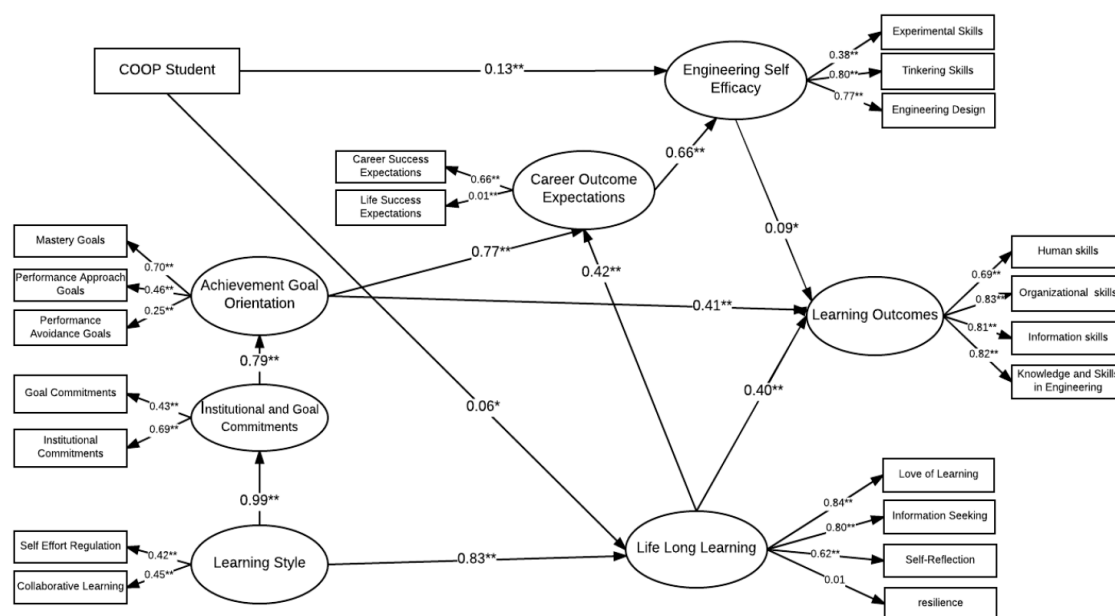 COOP Student
0.13**
Engineering Self
Efficacy
Experimental Skills
0.38**
Tinkering Skills
0.80**
Engineering Design
0.77**
Career Success
Expectations
0.66**
Life Success
Expectations
0.01**
Career Outcome
Expectations
0.66**
0.09*
Mastery Goals
0.70**
Performance Approach
Goals
0.46**
Performance
Avoidance Goals
0.25**
Achievement Goal
Orientation
0.77**
0.42**
0.41**
Learning Outcomes
Human skills
0.69**
Organizational skills
0.83**
Information skills
0.81**
Knowledge and Skills
in Engineering
0.82**
0.79**
Goal Commitments
0.43**
Institutional
Commitments
0.69**
Institutional and Goal
Commitments
0.06*
0.40**
0.99**
Self Effort Regulation
0.42**
Collaborative Learning
0.45**
Learning Style
0.83**
Life Long Learning
Love of Learning
0.84**
Information Seeking
0.80**
Self-Reflection
0.62**
resilience
0.01